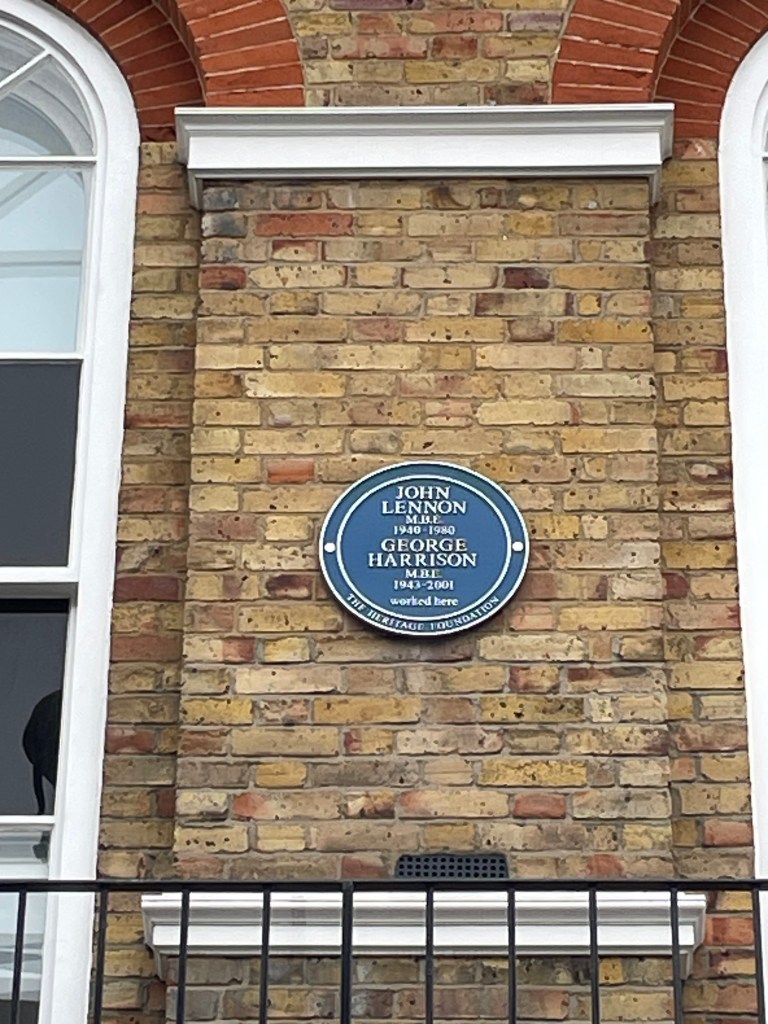 JOHN
LENNON
M.B.E.
1940-1980
GEORGE
HARRISON
M.B.E.
1943-2001
worked here
THE HERITAGE FOUNDATION